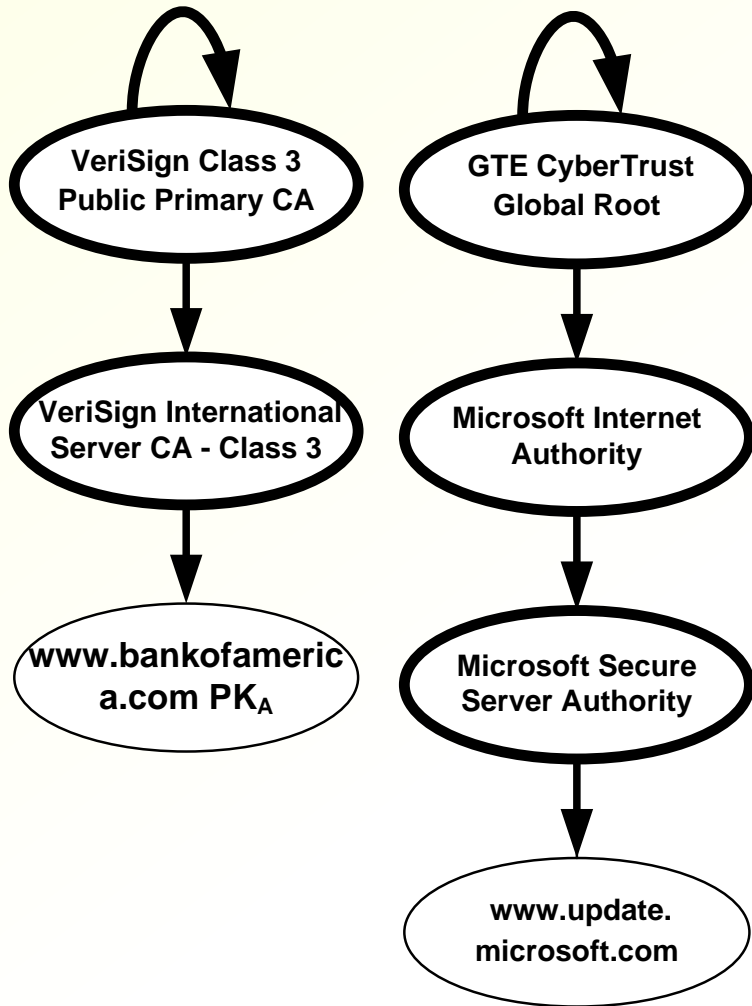 VeriSign Class 3
Public Primary CA
VeriSign International
Server CA - Class 3
www.bankofameric
a.com PKA
GTE CyberTrust
Global Root
Microsoft Internet
Authority
Microsoft Secure
Server Authority
www.update.
microsoft.com